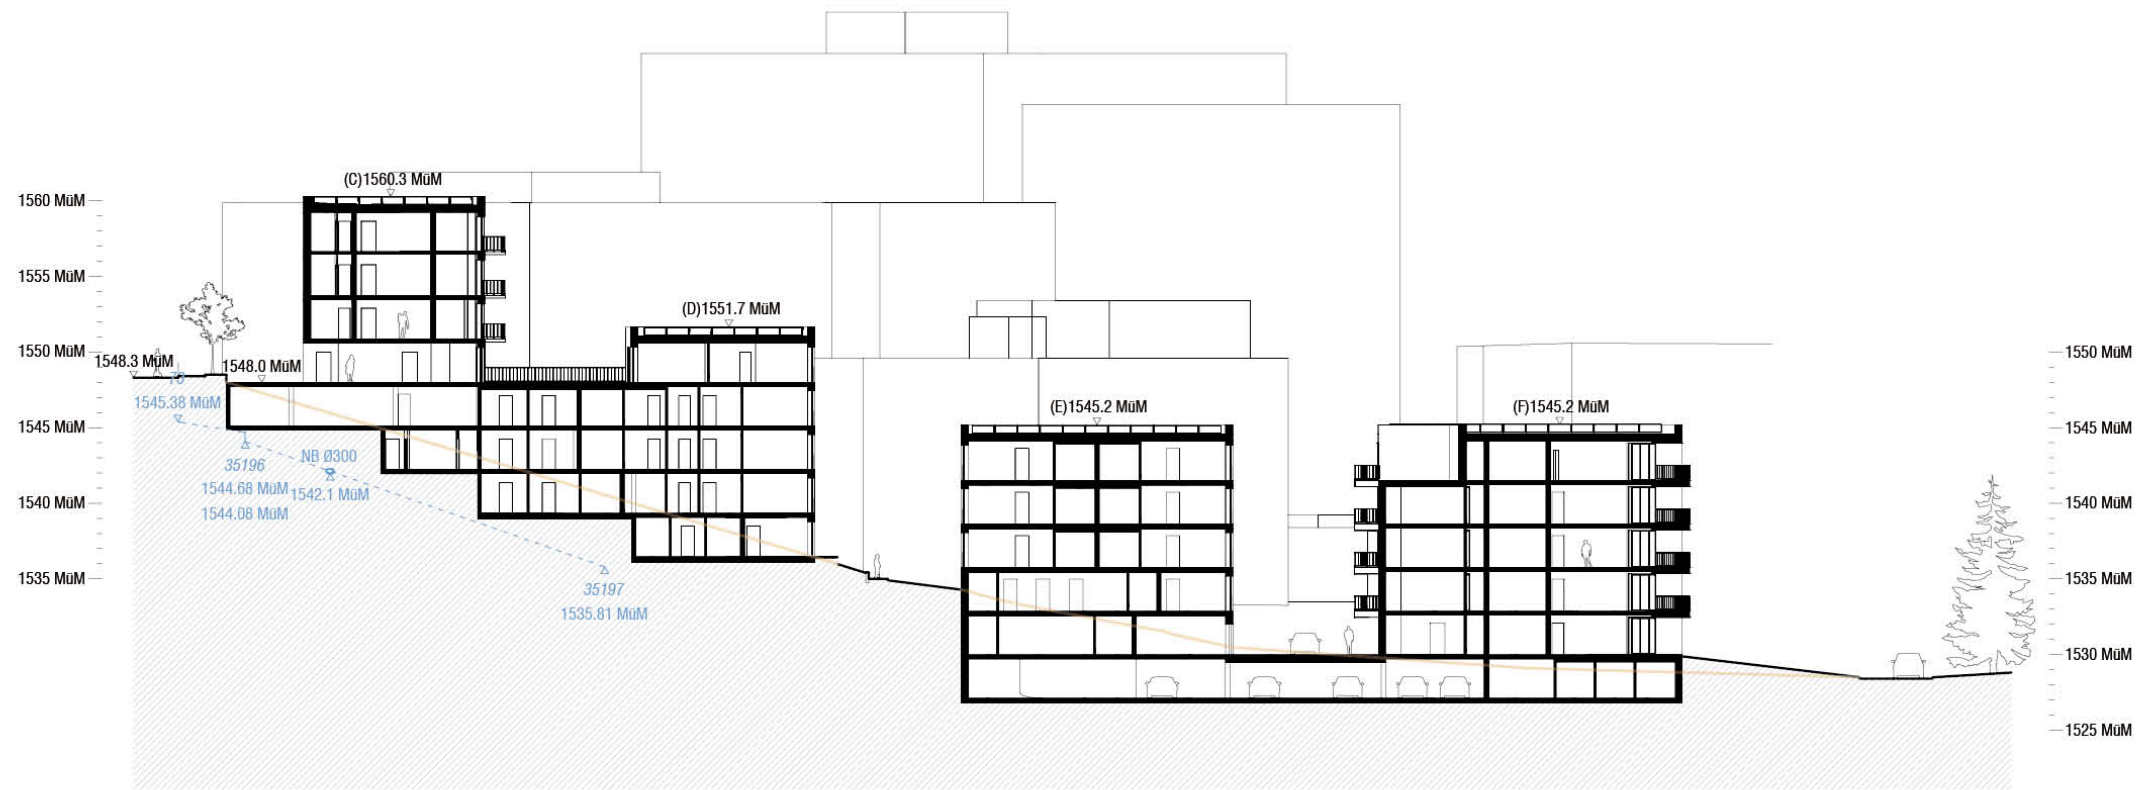 (C)1560.3 MüM
1560 MüM
1555 MüM
(D)1551.7 MüM
1550 MüM
1550 MüM
1548.3 MüM
1548.0 MüM
1545.38 MüM
(E)1545.2 MüM
(F)1545.2 MüM
1545 MüM
1545 MüM
35196
NB Ø300
1544.68 MüM
1542.1 MüM
1544.08 MüM
1540 MüM
1540 MüM
1535 MüM
1535 MüM
35197
1535.81 MüM
1530 MüM
1525 MüM